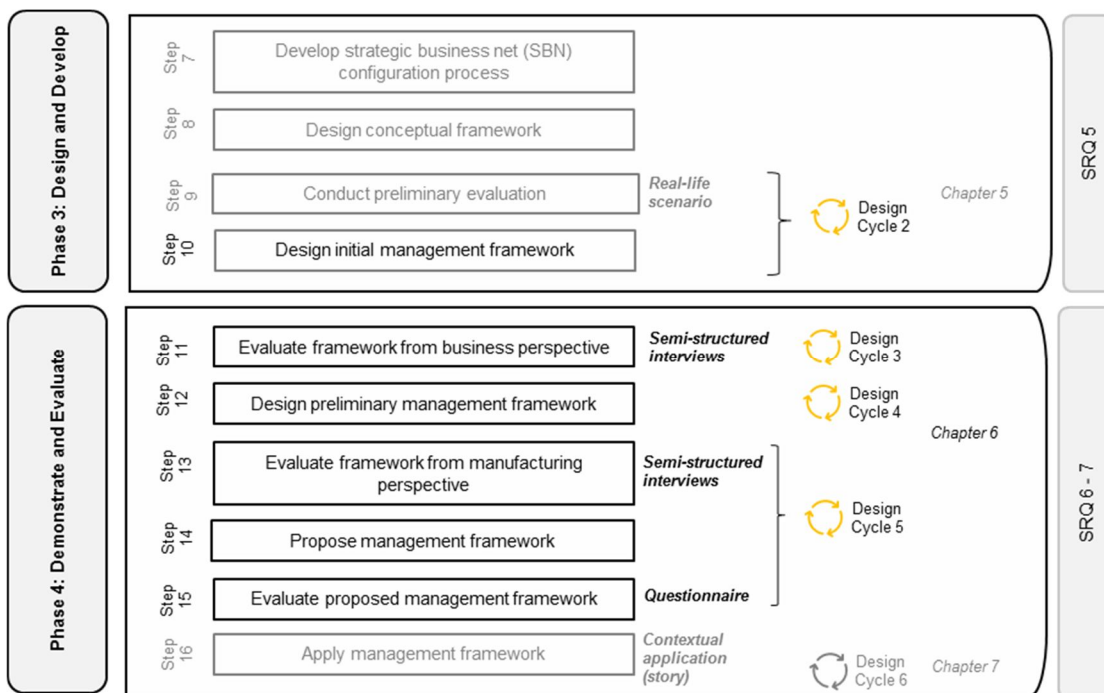 Phase 3: Design and Develop
Step 7
Develop strategic business net (SBN)
configuration process
Step 8
Design conceptual framework
Step 9
Conduct preliminary evaluation
Real-life
scenario
Step 10
Design initial management framework
Design
Cycle 2
Chapter 5
SRQ 5
Phase 4: Demonstrate and Evaluate
Step 11
Evaluate framework from business perspective
Semi-structured
interviews
Design
Cycle 3
Step 12
Design preliminary management framework
Design
Cycle 4
Chapter 6
Step 13
Evaluate framework from manufacturing
perspective
Semi-structured
interviews
Step 14
Propose management framework
Design
Cycle 5
Step 15
Evaluate proposed management framework
Questionnaire
Step 16
Apply management framework
Contextual
application
(story)
Design
Cycle 6
Chapter 7
SRQ 6 - 7